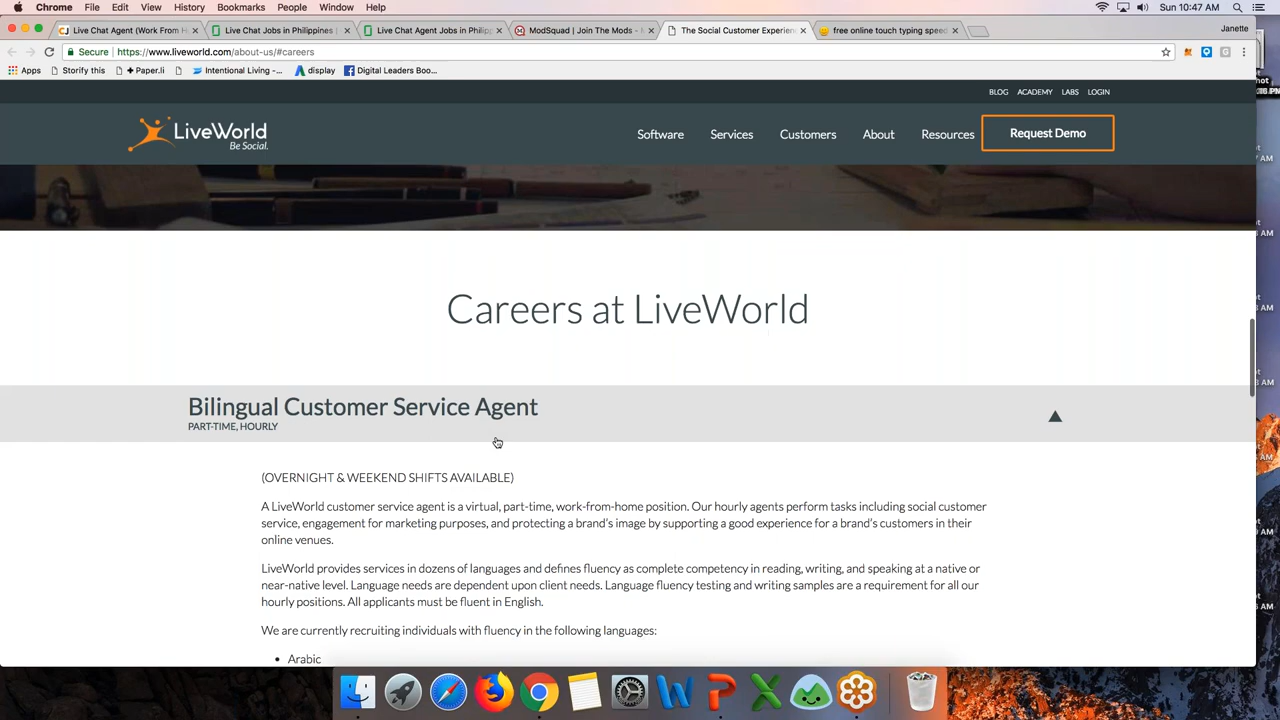 Chrome File Edit View History Bookmarks People Window Help Sun 10:47 AM
Live Chat Agent (Work From H Live Chat Jobs in Philippines | Live Chat Agent Jobs in Philip ModSquad | Join The Mods - The Social Customer Experien free online touch typing speed Janette
Secure https://www.liveworld.com/about-us/#careers
Apps Storify this + Paper.li Intentional Living -... display Digital Leaders Boo...
BLOG ACADEMY LABS LOGIN
LiveWorld
Be Social.
Software Services Customers About Resources Request Demo
Careers at LiveWorld
Bilingual Customer Service Agent
PART-TIME, HOURLY
(OVERNIGHT & WEEKEND SHIFTS AVAILABLE)
A LiveWorld customer service agent is a virtual, part-time, work-from-home position. Our hourly agents perform tasks including social customer
service, engagement for marketing purposes, and protecting a brand's image by supporting a good experience for a brand's customers in their
online venues.
LiveWorld provides services in dozens of languages and defines fluency as complete competency in reading, writing, and speaking at a native or
near-native level. Language needs are dependent upon client needs. Language fluency testing and writing samples are a requirement for all our
hourly positions. All applicants must be fluent in English.
We are currently recruiting individuals with fluency in the following languages:
• Arabic